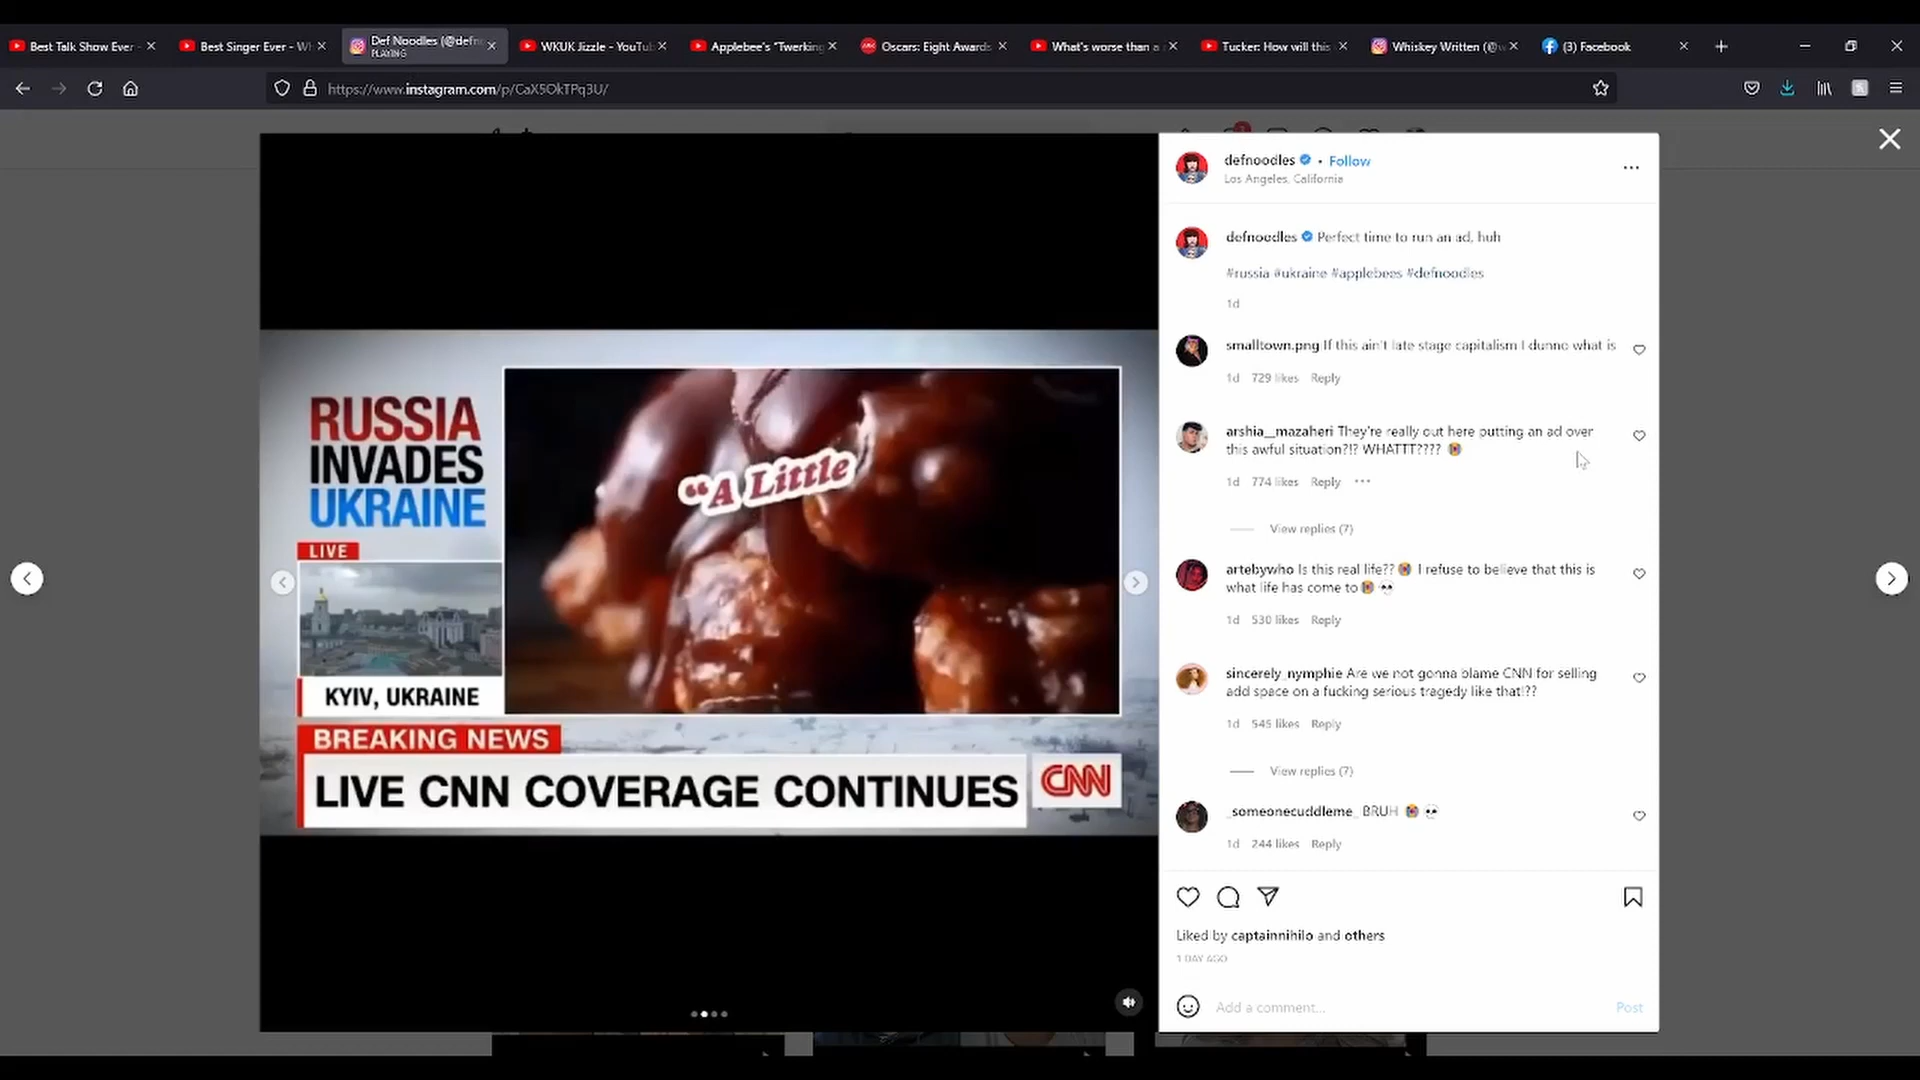 Best Talk Show Ever
Best Singer Ever - W
Def Noodles (@defn
PLAYING
WKUK Jizzle - YouTu
Applebee's "Twerking
Oscars: Eight Awards
What's worse than a
Tucker: How will this
Whiskey Written (@w
(3) Facebook
https://www.instagram.com/p/CaX5OkTPq3U/
defnoodles • Follow
Los Angeles, California
defnoodles Perfect time to run an ad, huh
#russia #ukraine #applebees #defnoodles
1d
smalltown.png If this ain't late stage capitalism I dunno what is
1d 729 likes Reply
arshia__mazaheri They're really out here putting an ad over
this awful situation?!? WHATTT????
1d 774 likes Reply
View replies (7)
artebywho Is this real life?? I refuse to believe that this is
what life has come to
1d 530 likes Reply
sincerely_nymphie Are we not gonna blame CNN for selling
add space on a fucking serious tragedy like that!??
1d 545 likes Reply
View replies (7)
_someonecuddleme_ BRUH
1d 244 likes Reply
Liked by captainnihilo and others
1 DAY AGO
Add a comment...
Post
RUSSIA
INVADES
UKRAINE
LIVE
KYIV, UKRAINE
"A Little
BREAKING NEWS
LIVE CNN COVERAGE CONTINUES
CNN